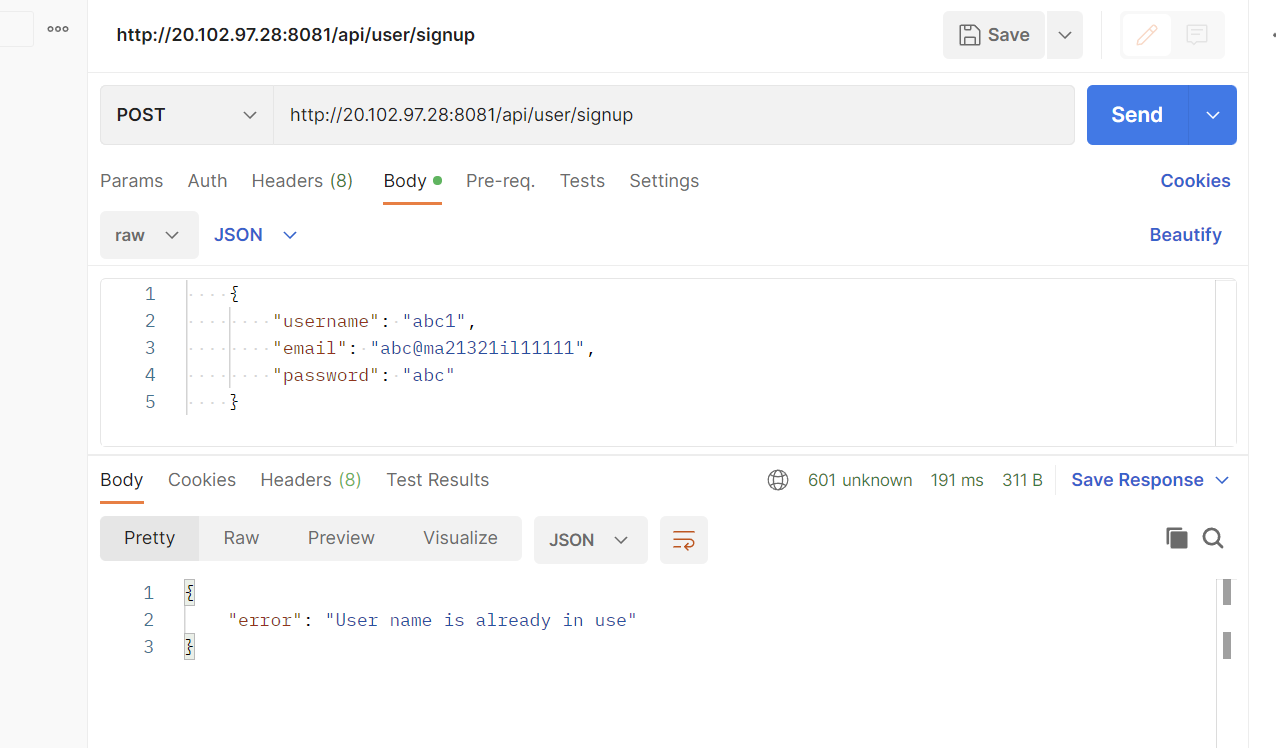 http://20.102.97.28:8081/api/user/signup
Save
POST
http://20.102.97.28:8081/api/user/signup
Send
Params Auth Headers (8) Body Pre-req. Tests Settings Cookies
raw JSON Beautify
1 {
2 "username": "abc1",
3 "email": "abc@ma21321il11111",
4 "password": "abc"
5 }
Body Cookies Headers (8) Test Results 601 unknown 191 ms 311 B Save Response
Pretty Raw Preview Visualize JSON
1 {
2 "error": "User name is already in use"
3 }